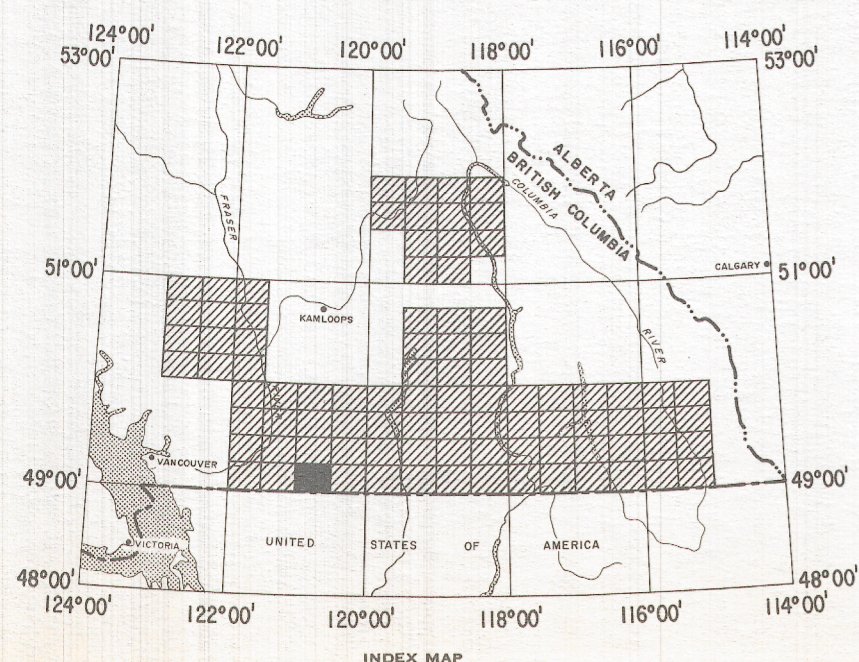 124°00'
122°00'
120°00'
118°00'
116°00'
114°00'
53°00'
53°00'
ALBERTA
BRITISH COLUMBIA
COLUMBIA
FRASER
51°00'
CALGARY
51°00'
KAMLOOPS
RIVER
VANCOUVER
49°00'
49°00'
VICTORIA
UNITED STATES OF AMERICA
48°00'
48°00'
124°00'
122°00'
120°00'
118°00'
116°00'
114°00'
INDEX MAP